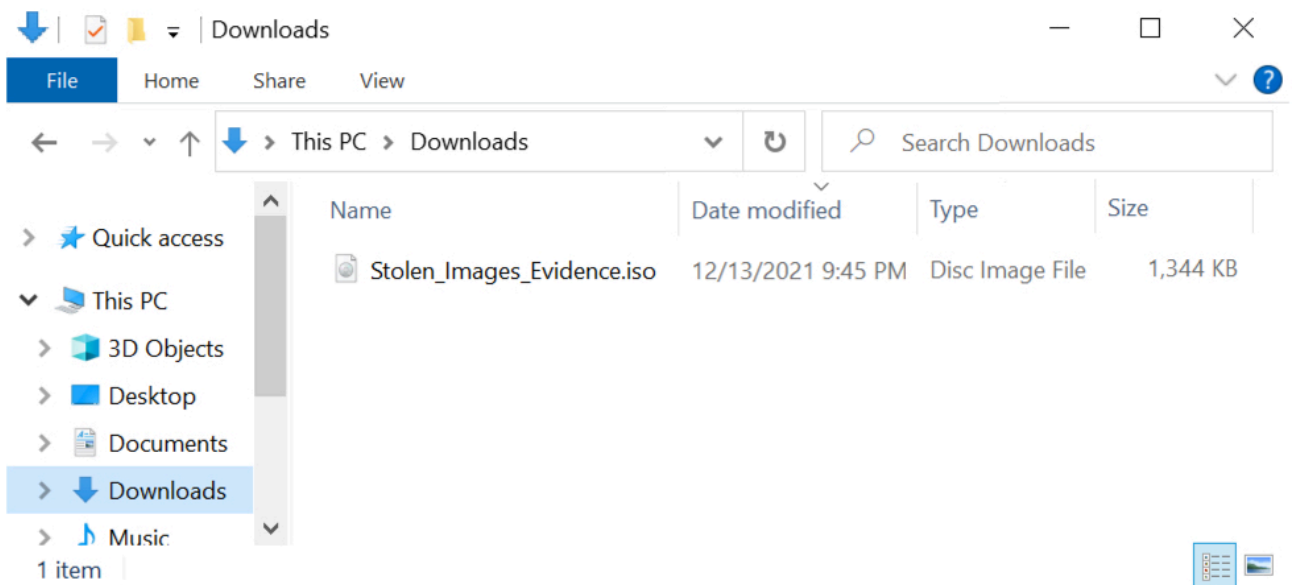 Downloads
File Home Share View
This PC > Downloads
Search Downloads
Name Date modified Type Size
Quick access
Stolen_Images_Evidence.iso 12/13/2021 9:45 PM Disc Image File 1,344 KB
This PC
3D Objects
Desktop
Documents
Downloads
Music
1 item